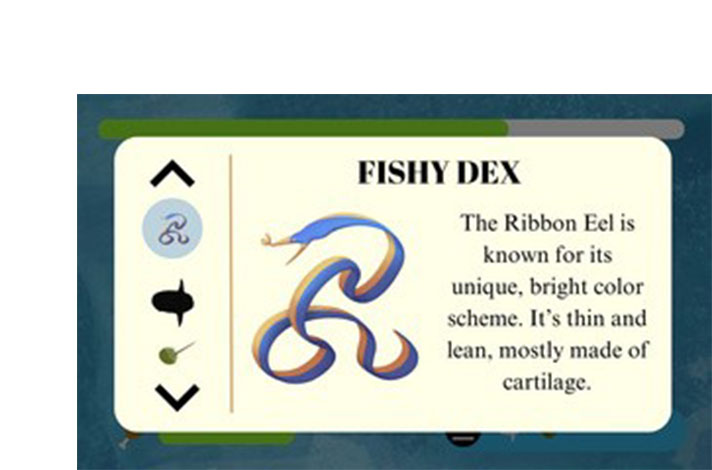 FISHY DEX
The Ribbon Eel is
known for its
unique, bright color
scheme. It’s thin and
lean, mostly made of
cartilage.